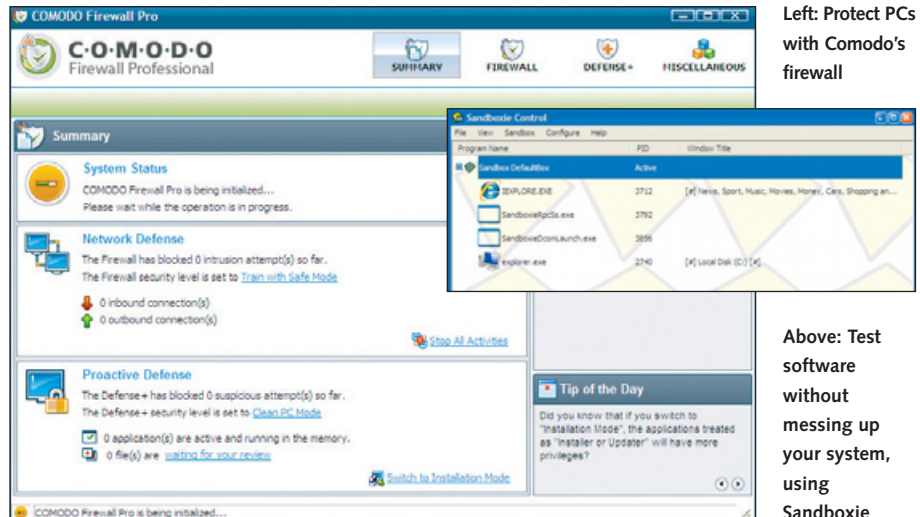 COMODO Firewall Pro
C·O·M·O·D·O
Firewall Professional
SUMMARY
FIREWALL
DEFENSE+
MISCELLANEOUS
Summary
System Status
COMODO Firewall Pro is being initialized...
Please wait while the operation is in progress.
Network Defense
The Firewall has blocked 0 intrusion attempt(s) so far.
The Firewall security level is set to Train with Safe Mode
0 inbound connection(s)
0 outbound connection(s)
Stop All Activities
Proactive Defense
The Defense+ has blocked 0 suspicious attempt(s) so far.
The Defense+ security level is set to Clean PC Mode
0 application(s) are active and running in the memory.
0 file(s) are waiting for your review
Switch to Installation Mode
Tip of the Day
Did you know that if you switch to
"Installation Mode", the applications treated
as "Installer or Updater" will have more
privileges?
COMODO Firewall Pro is being initialized...
Sandboxie Control
File View Sandbox Configure Help
Program Name PID Window Title
Sandbox DefaultBox Active
IEXPLORE.EXE 3712 [#] News, Sport, Music, Movies, Money, Cars, Shopping an...
SandboxieRpcSs.exe 3792
SandboxieDcomLaunch.exe 3856
explorer.exe 2740 [#] Local Disk (C:) [#]
Left: Protect PCs
with Comodo's
firewall
Above: Test
software
without
messing up
your system,
using
Sandboxie